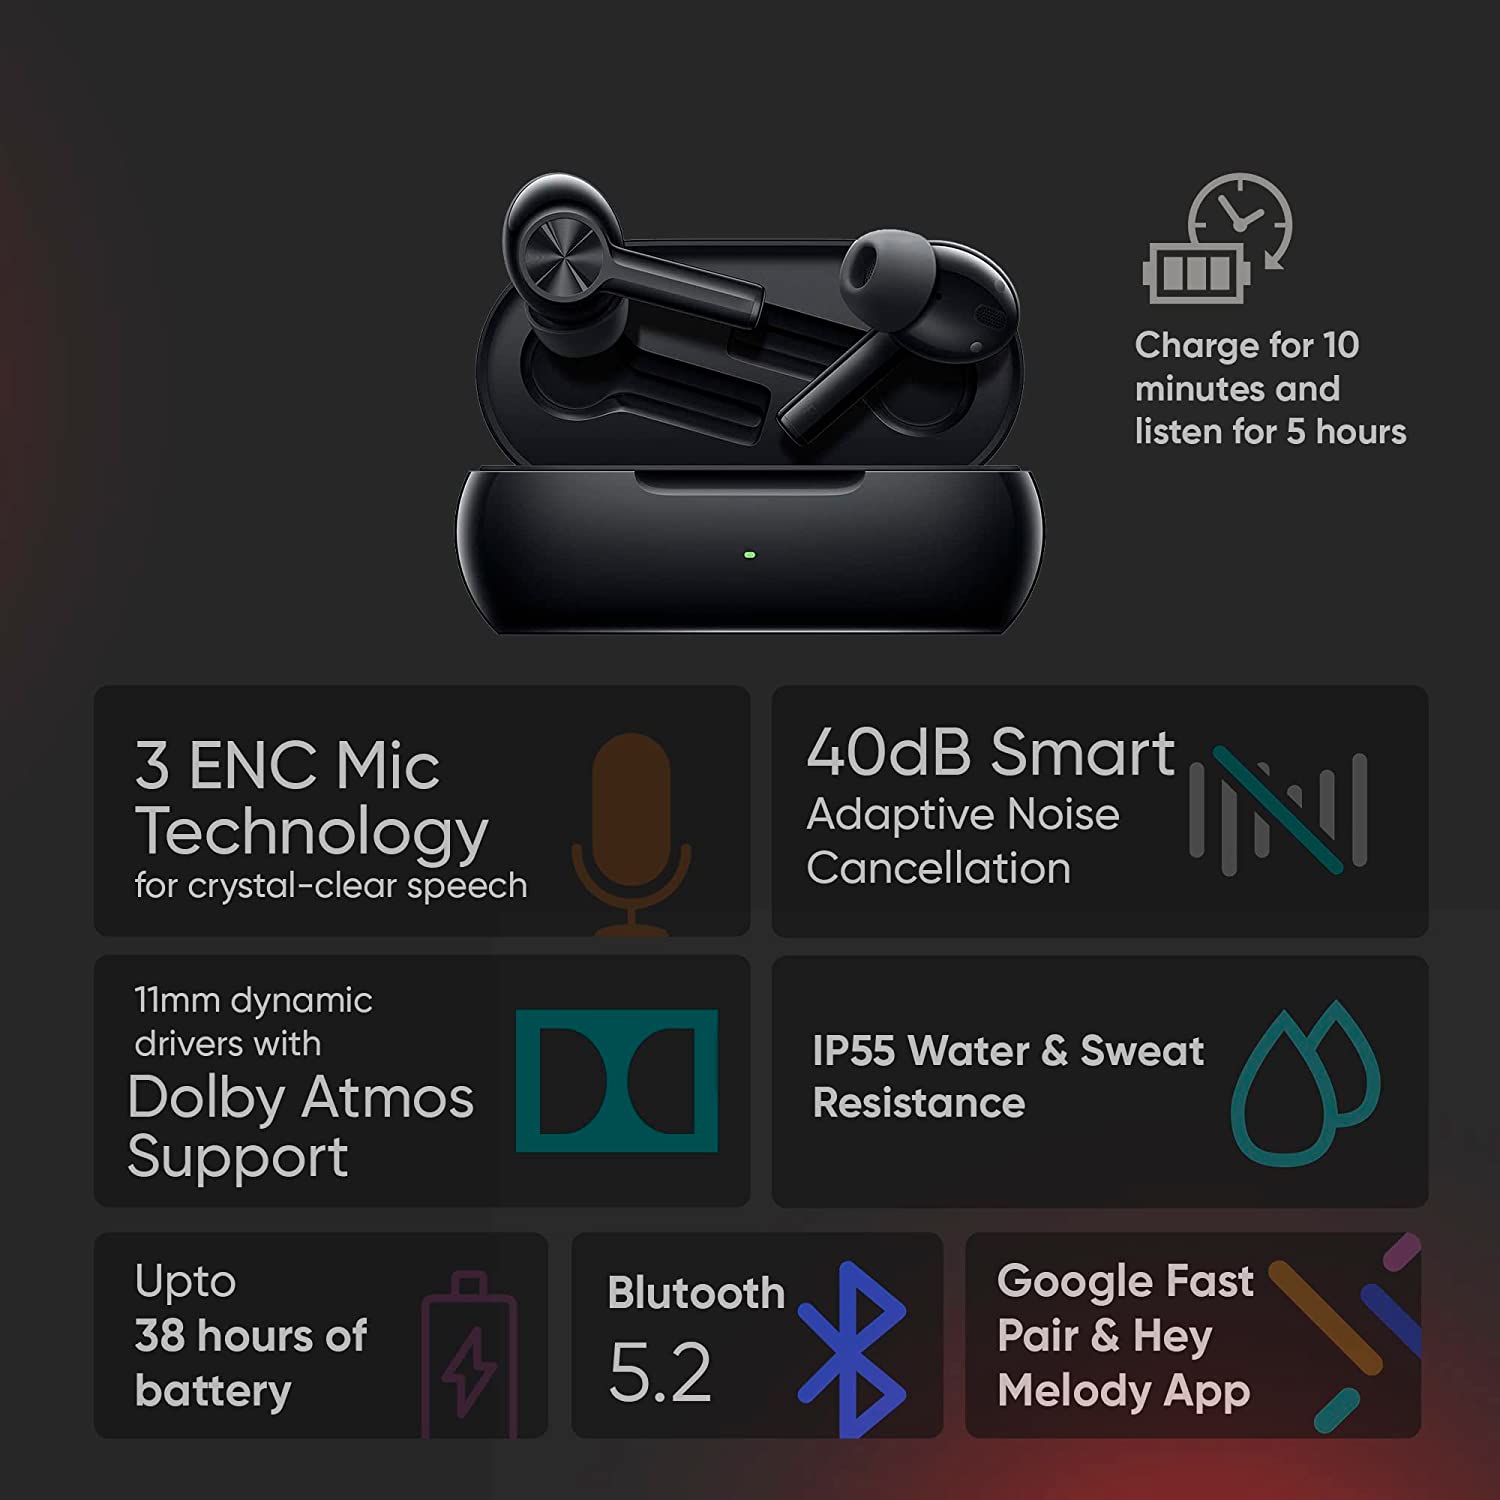 Charge for 10
minutes and
listen for 5 hours
3 ENC Mic
Technology
for crystal-clear speech
40dB Smart
Adaptive Noise
Cancellation
11mm dynamic
drivers with
Dolby Atmos
Support
IP55 Water & Sweat
Resistance
Upto
38 hours of
battery
Blutooth
5.2
Google Fast
Pair & Hey
Melody App